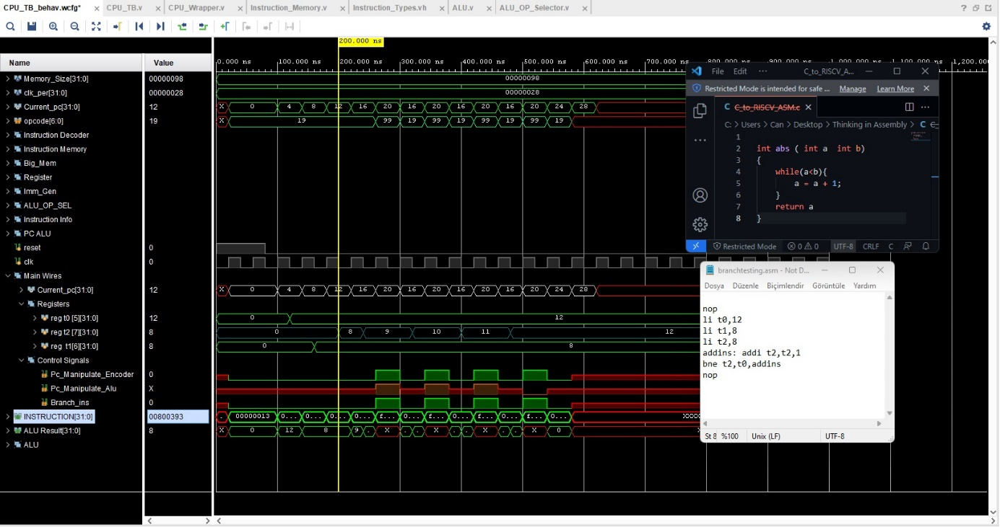 CPU_TB_behav.wcfg* × CPU_TB.v × CPU_Wrapper.v × Instruction_Memory.v × Instruction_Types.vh × ALU.v × ALU_OP_Selector.v ×
200.000 ns
Name Value
0.000 ns 100.000 ns 200.000 ns 300.000 ns 400.000 ns 500.000 ns 600.000 ns 700.000 ns 800.000 ns 900.000 ns 1,000.000 ns 1,100.000 ns 1,200.00
Memory_Size[31:0] 00000098 00000098
clk_per[31:0] 00000028 00000028
Current_pc[31:0] 12 X 0 4 8 12 16 20 16 20 16 20 16 20 24 28
opcode[6:0] 19 X 19 99 19 99 19 99 19 99 19
Instruction Decoder
Instruction Memory
Big_Mem
Register
Imm_Gen
ALU_OP_SEL
Instruction Info
PC ALU
reset 0
clk 0
Main Wires
Current_pc[31:0] 12 X 0 4 8 12 16 20 16 20 16 20 16 20 24 28
Registers
reg t0 [5][31:0] 12 0 12
reg t2 [7][31:0] 8 0 8 9 10 11 12
reg t1[6][31:0] 8 0 8
Control Signals
Pc_Manipulate_Encoder 0
Pc_Manipulate_Alu X
Branch_ins 0
INSTRUCTION[31:0] 00800393 . 00000013 0... 0... 0... 0... f... 0... f... 0... f... 0... f... 0... XXXX
ALU Result[31:0] 8 X 0 12 8 9 . X . . X . . X . . X 0
ALU
File Edit ··· C_to_RISCV_A...
Restricted Mode is intended for safe ... Manage Learn More
C C_to_RISCV_ASM.c ×
C: > Users > Can > Desktop > Thinking in Assembly > C
1
2 int abs ( int a  int b)
3 {
4 while(a<b){
5 a = a + 1;
6 }
7 return a
8 }
Restricted Mode 0 0 UTF-8 CRLF C
branchtesting.asm - Not D...
Dosya Düzenle Biçimlendir Görüntüle Yardım
nop
li t0,12
li t1,8
li t2,8
addins: addi t2,t2,1
bne t2,t0,addins
nop
St 8 %100 Unix (LF) UTF-8